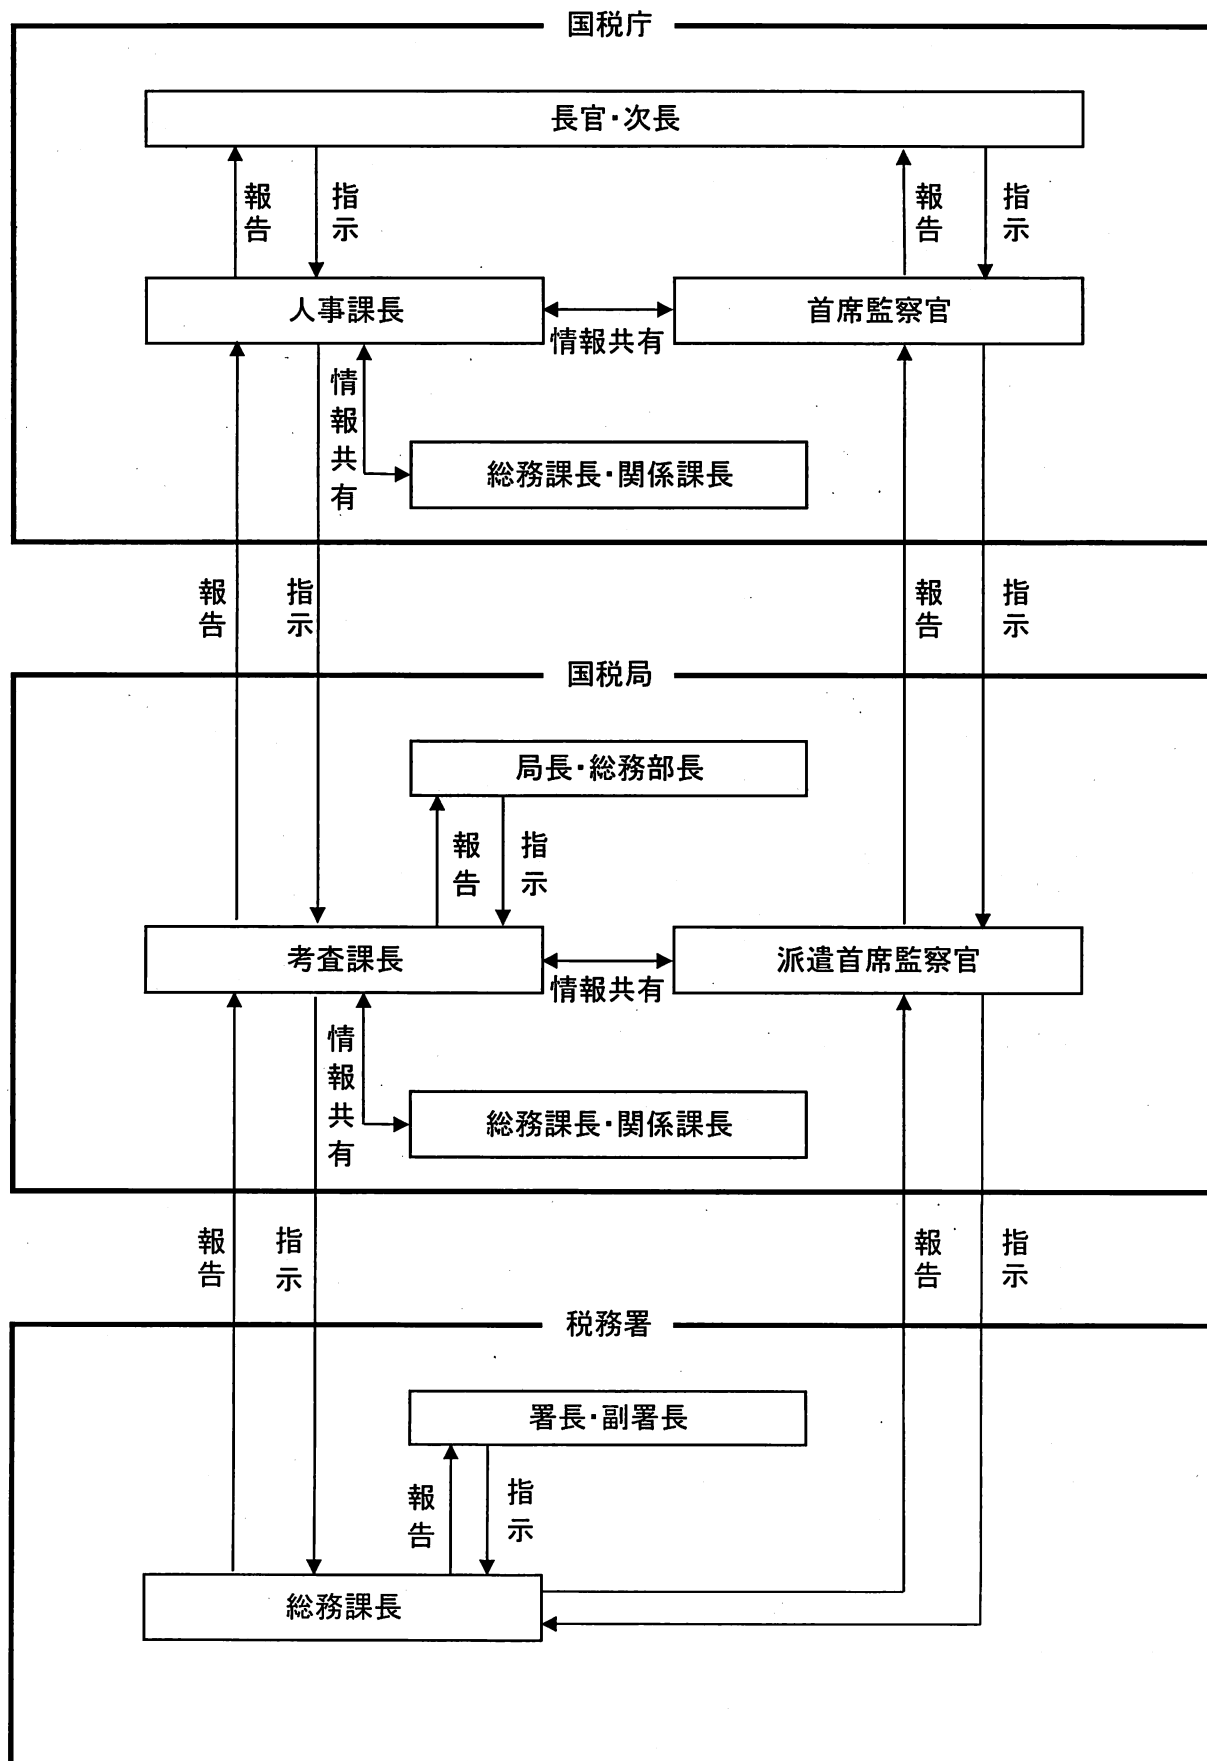 国税庁
長官・次長
報告
指示
報告
指示
人事課長
首席監察官
情報共有
情報共有
総務課長・関係課長
報告
指示
報告
指示
国税局
局長・総務部長
報告
指示
考査課長
派遣首席監察官
情報共有
情報共有
総務課長・関係課長
報告
指示
報告
指示
税務署
署長・副署長
報告
指示
総務課長